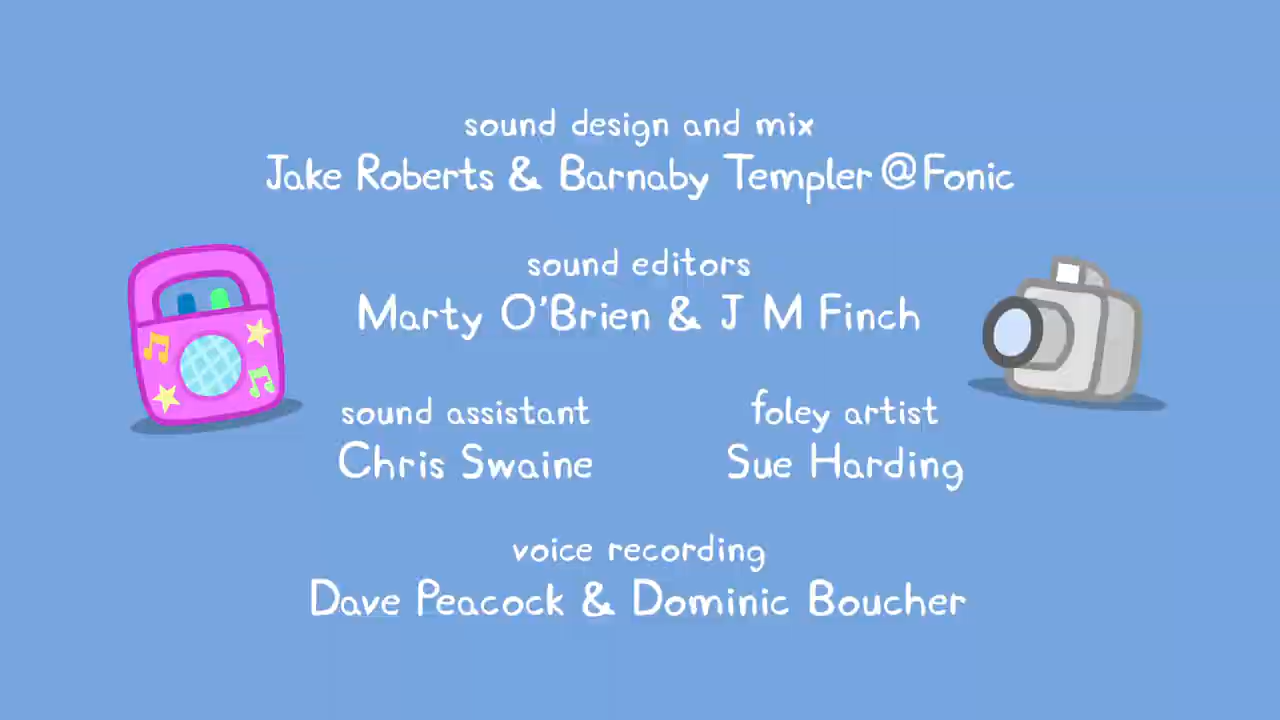 sound design and mix
Jake Roberts & Barnaby Templer @Fonic
sound editors
Marty O'Brien & J M Finch
sound assistant
Chris Swaine
foley artist
Sue Harding
voice recording
Dave Peacock & Dominic Boucher